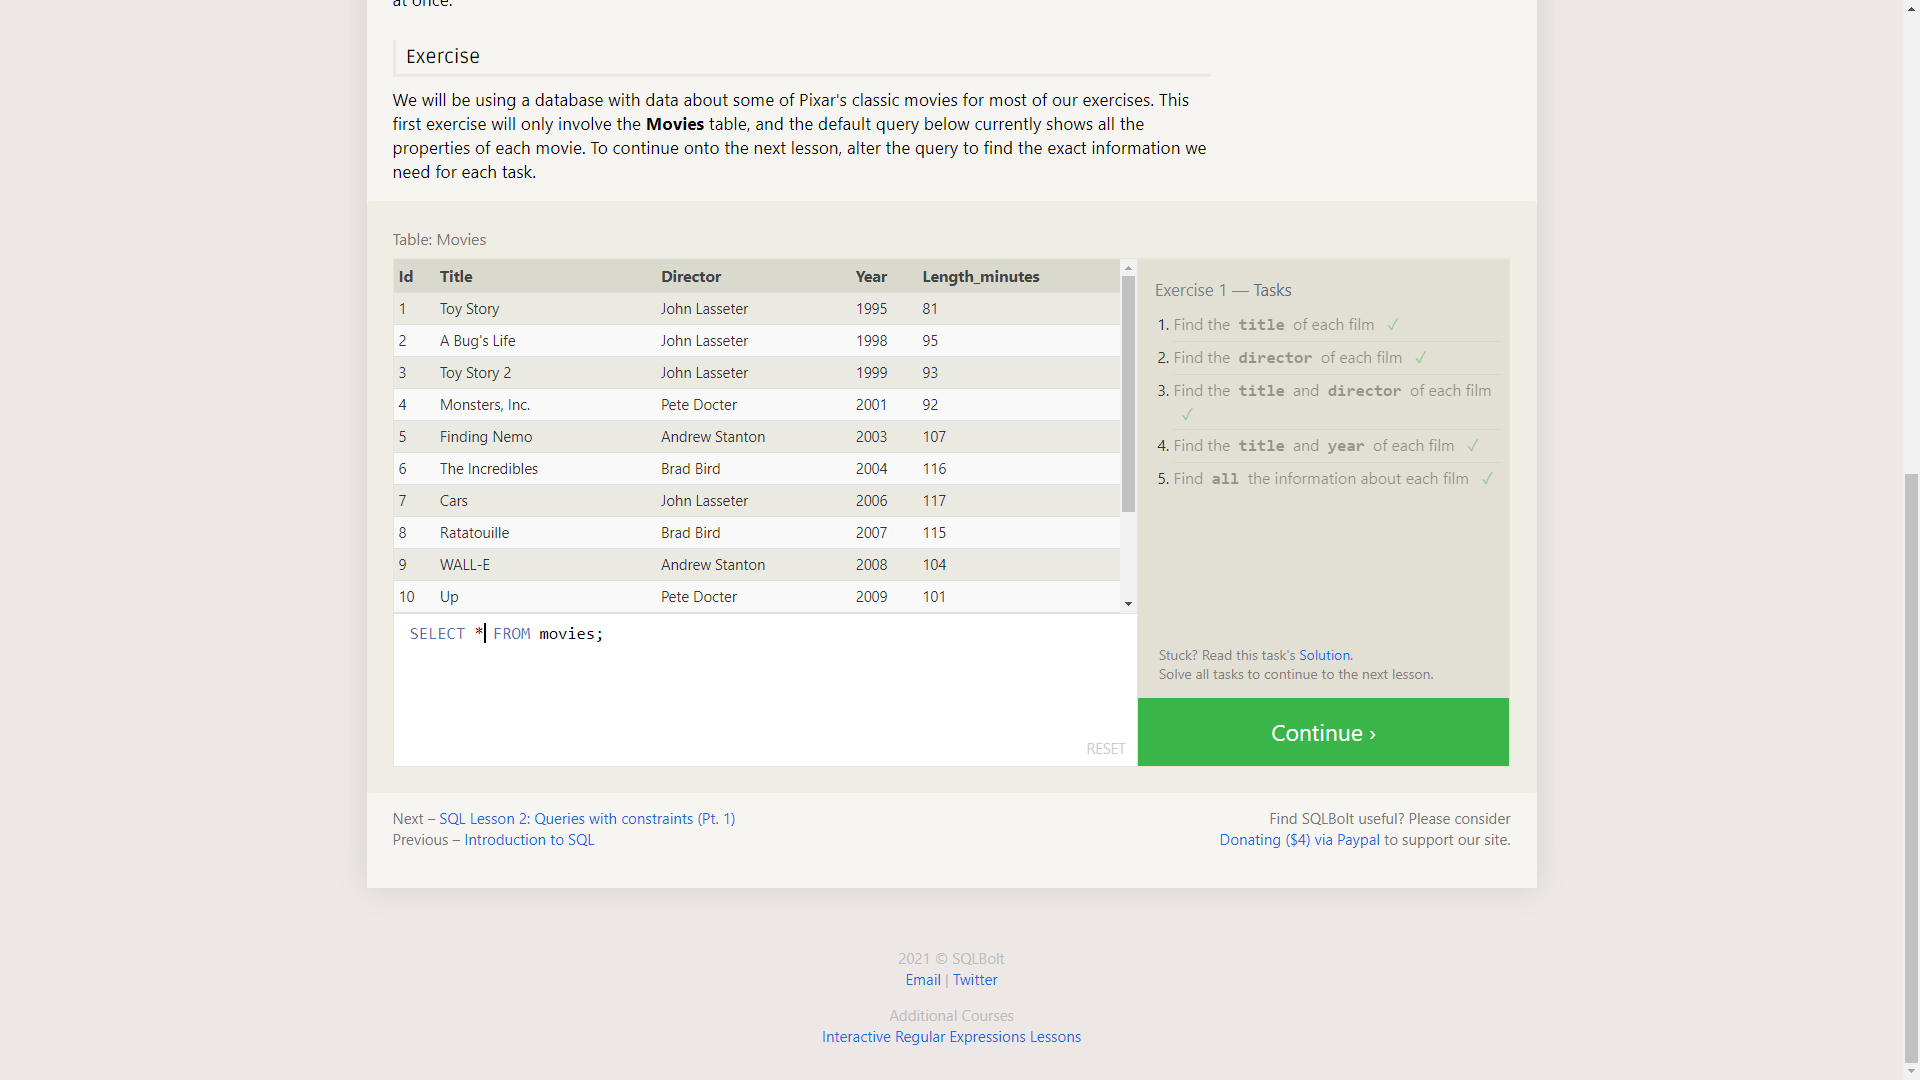 at once.
Exercise
We will be using a database with data about some of Pixar's classic movies for most of our exercises. This
first exercise will only involve the Movies table, and the default query below currently shows all the
properties of each movie. To continue onto the next lesson, alter the query to find the exact information we
need for each task.
Table: Movies
Id Title Director Year Length_minutes
1 Toy Story John Lasseter 1995 81
2 A Bug's Life John Lasseter 1998 95
3 Toy Story 2 John Lasseter 1999 93
4 Monsters, Inc. Pete Docter 2001 92
5 Finding Nemo Andrew Stanton 2003 107
6 The Incredibles Brad Bird 2004 116
7 Cars John Lasseter 2006 117
8 Ratatouille Brad Bird 2007 115
9 WALL-E Andrew Stanton 2008 104
10 Up Pete Docter 2009 101
SELECT * FROM movies;
RESET
Exercise 1 — Tasks
1. Find the title of each film ✓
2. Find the director of each film ✓
3. Find the title and director of each film
✓
4. Find the title and year of each film ✓
5. Find all the information about each film ✓
Stuck? Read this task's Solution.
Solve all tasks to continue to the next lesson.
Continue ›
Next – SQL Lesson 2: Queries with constraints (Pt. 1)
Previous – Introduction to SQL
Find SQLBolt useful? Please consider
Donating ($4) via Paypal to support our site.
2021 © SQLBolt
Email | Twitter
Additional Courses
Interactive Regular Expressions Lessons